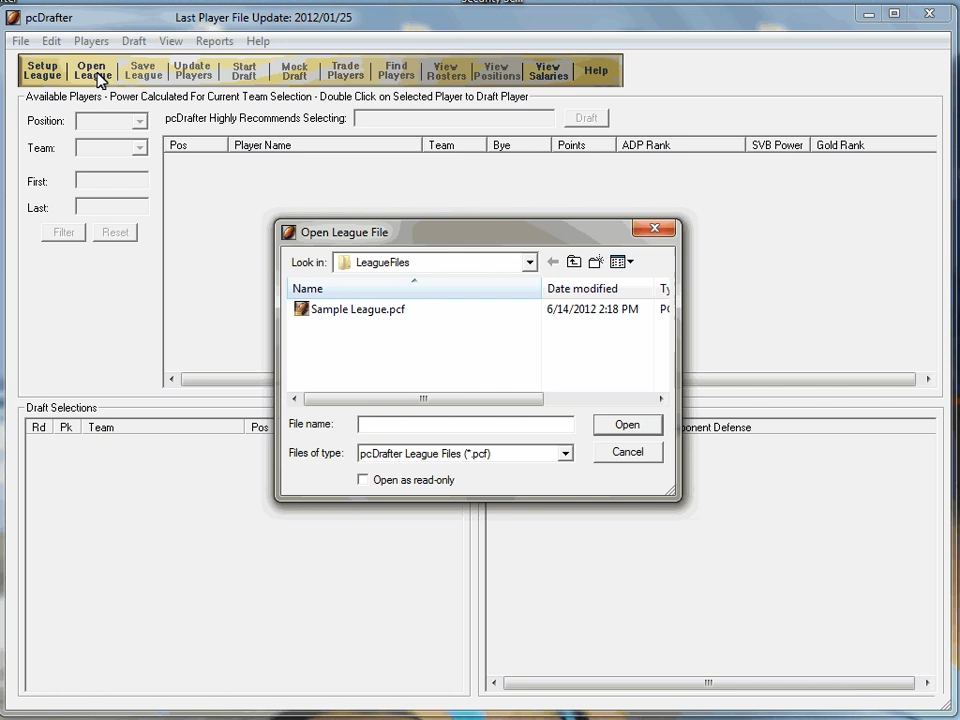 pcDrafter Last Player File Update: 2012/01/25
File Edit Players Draft View Reports Help
Setup League
Open League
Save League
Update Players
Start Draft
Mock Draft
Trade Players
Find Players
View Rosters
View Positions
View Salaries
Help
Available Players - Power Calculated For Current Team Selection - Double Click on Selected Player to Draft Player
Position:
pcDrafter Highly Recommends Selecting:
Draft
Team:
Pos Player Name Team Bye Points ADP Rank SVB Power Gold Rank
First:
Last:
Filter Reset
Open League File
Look in: LeagueFiles
Name Date modified Ty
Sample League.pcf 6/14/2012 2:18 PM PC
File name:
Open
Files of type: pcDrafter League Files (*.pcf)
Cancel
Open as read-only
Draft Selections
Rd Pk Team Pos
ponent Defense